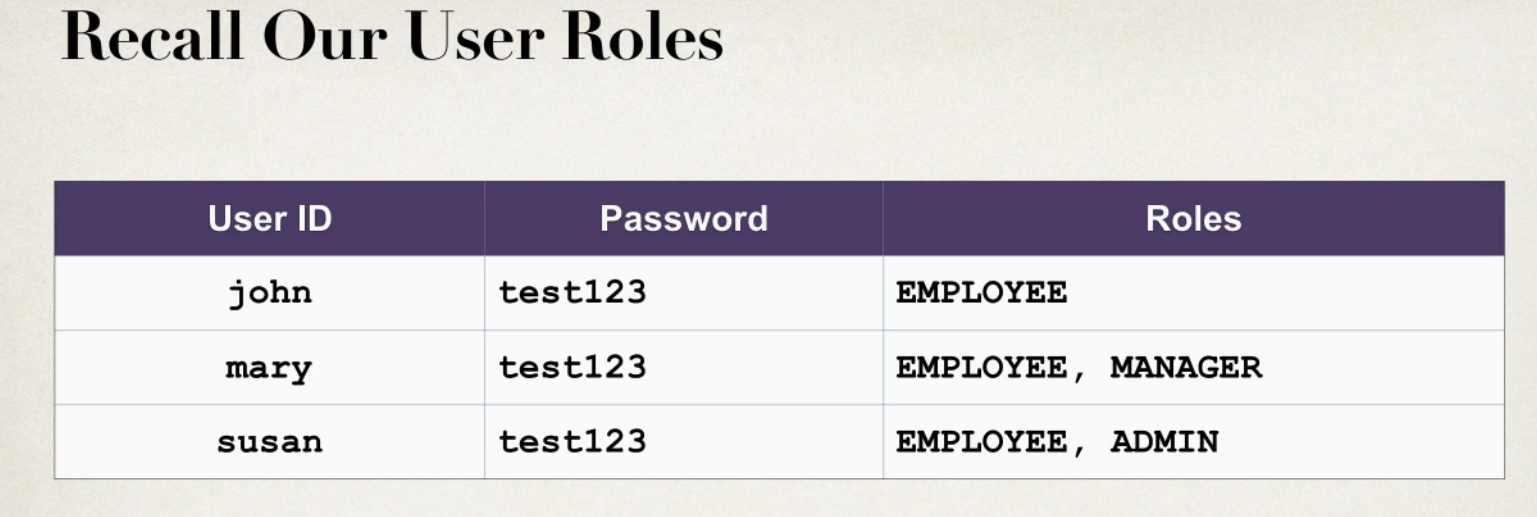 Recall Our User Roles
User ID Password Roles
john test123 EMPLOYEE
mary test123 EMPLOYEE, MANAGER
susan test123 EMPLOYEE, ADMIN